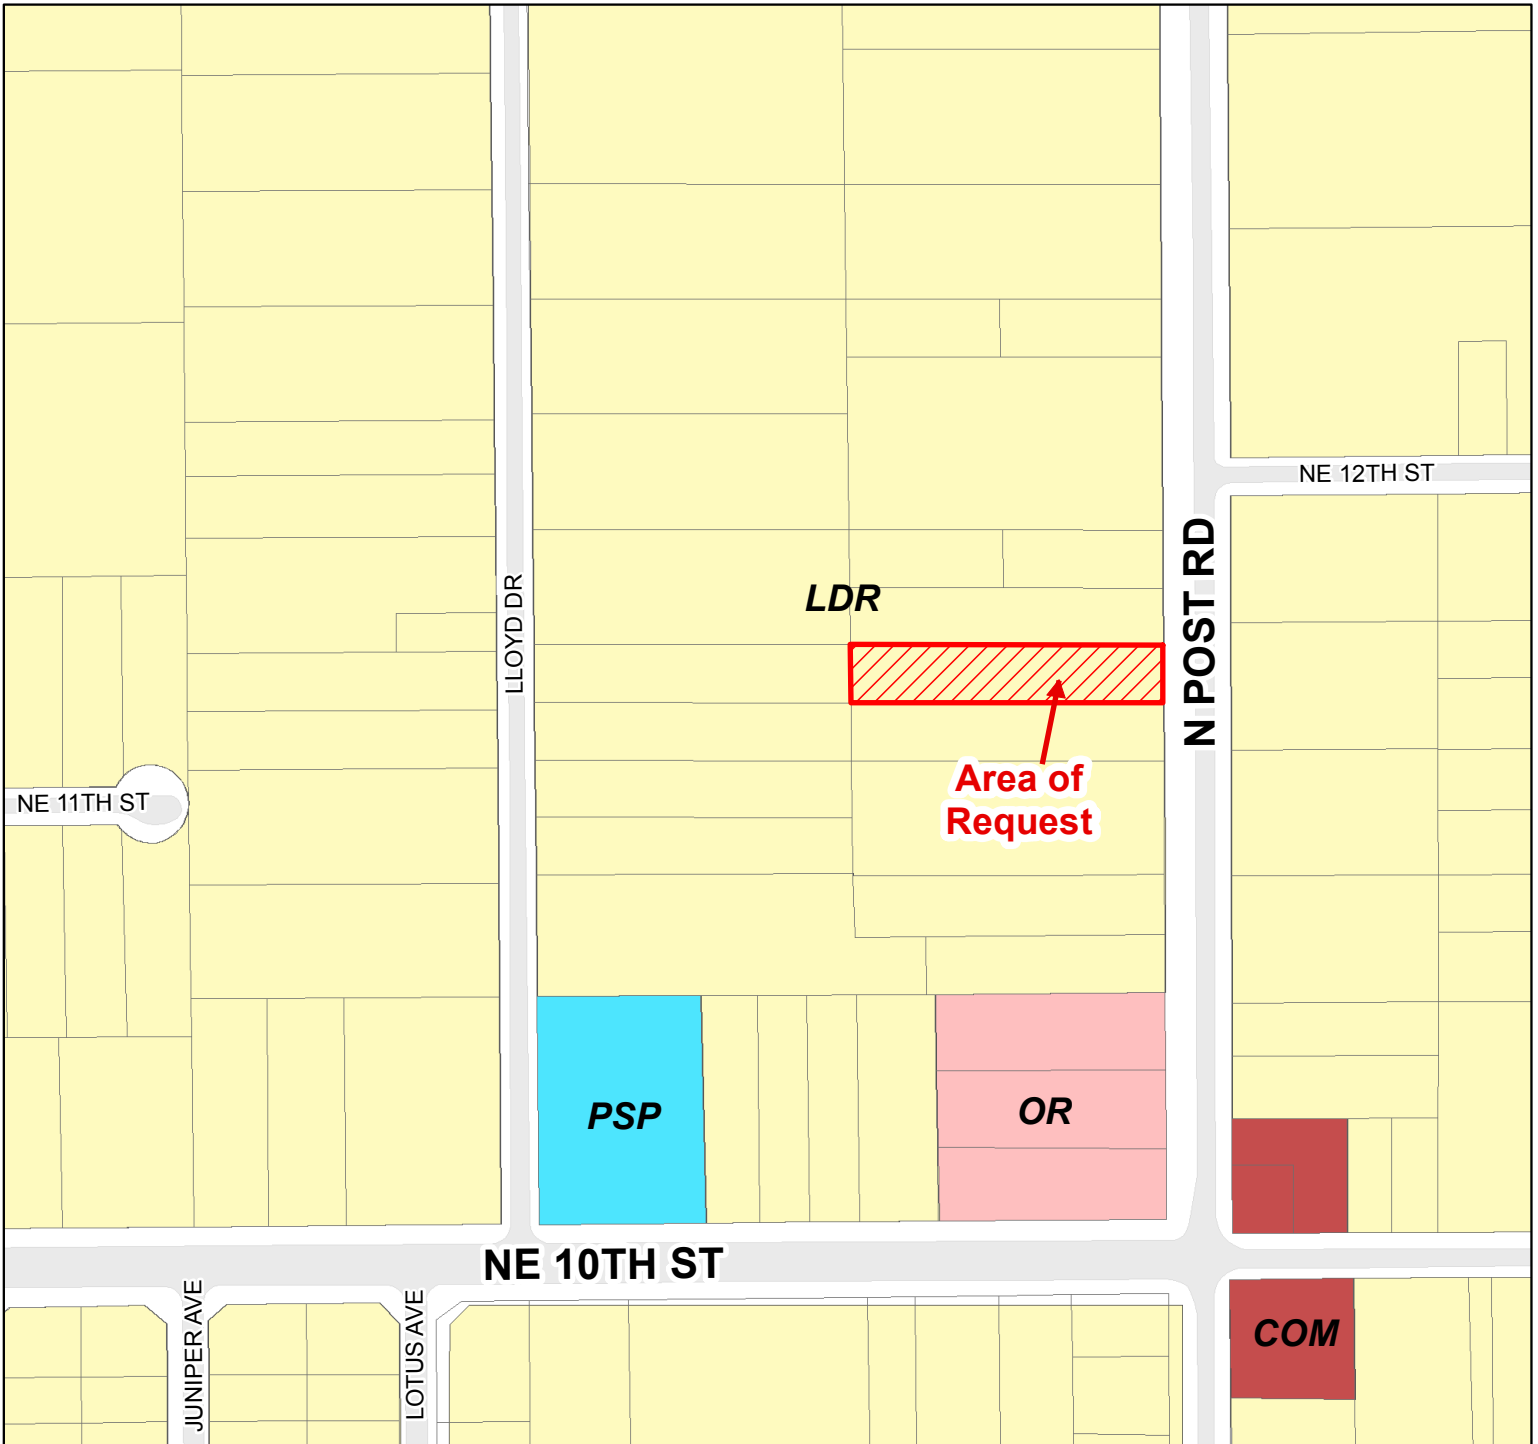 NE 12TH ST
N POST RD
LLOYD DR
LDR
Area of
Request
NE 11TH ST
PSP
OR
NE 10TH ST
JUNIPER AVE
LOTUS AVE
COM